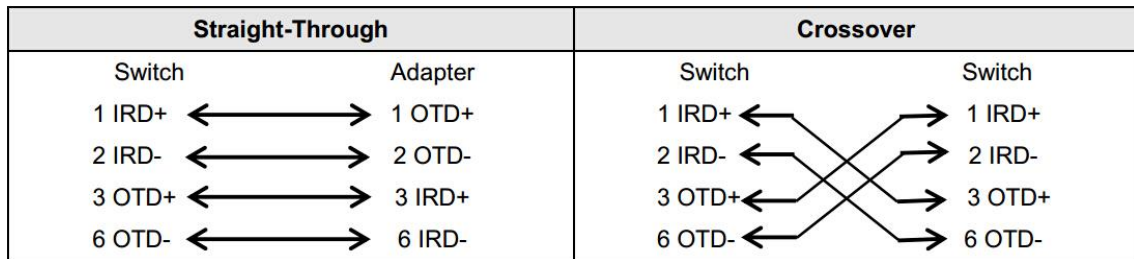 Straight-Through Crossover
Switch Adapter Switch Switch
1 IRD+ 1 OTD+ 1 IRD+ 1 IRD+
2 IRD- 2 OTD- 2 IRD- 2 IRD-
3 OTD+ 3 IRD+ 3 OTD+ 3 OTD+
6 OTD- 6 IRD- 6 OTD- 6 OTD-